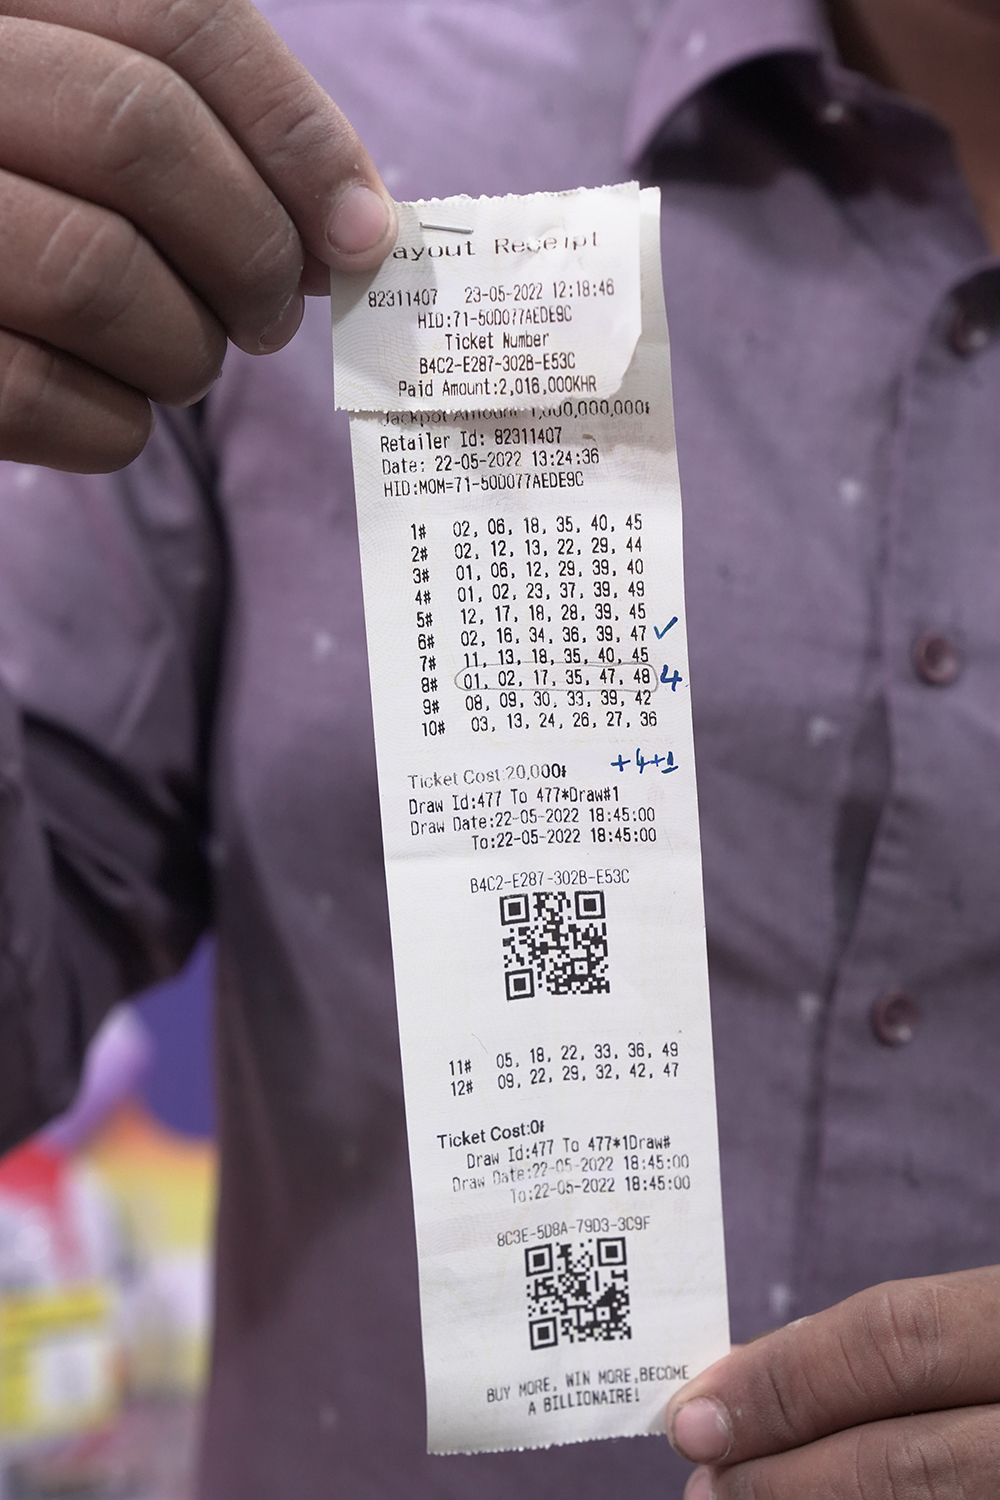 ayout Receipt
82311407 23-05-2022 12:18:46
HID:71-50D077AEDE9C
Ticket Number
B4C2-E287-302B-E53C
Paid Amount:2,016,000KHR
Jackpot Amount 1,000,000,000៛
Retailer Id: 82311407
Date: 22-05-2022 13:24:36
HID:MOM=71-50D077AEDE9C
1# 02, 06, 18, 35, 40, 45
2# 02, 12, 13, 22, 29, 44
3# 01, 06, 12, 29, 39, 40
4# 01, 02, 23, 37, 39, 49
5# 12, 17, 18, 28, 39, 45
6# 02, 16, 34, 36, 39, 47 ✓
7# 11, 13, 18, 35, 40, 45
8# 01, 02, 17, 35, 47, 48 4
9# 08, 09, 30, 33, 39, 42
10# 03, 13, 24, 26, 27, 36
+4+1
Ticket Cost:20,000៛
Draw Id:477 To 477*Draw#1
Draw Date:22-05-2022 18:45:00
To:22-05-2022 18:45:00
B4C2-E287-302B-E53C
11# 05, 18, 22, 33, 36, 49
12# 09, 22, 29, 32, 42, 47
Ticket Cost:0៛
Draw Id:477 To 477*1Draw#
Draw Date:22-05-2022 18:45:00
To:22-05-2022 18:45:00
8C3E-5D8A-79D3-3C9F
BUY MORE, WIN MORE,BECOME
A BILLIONAIRE!